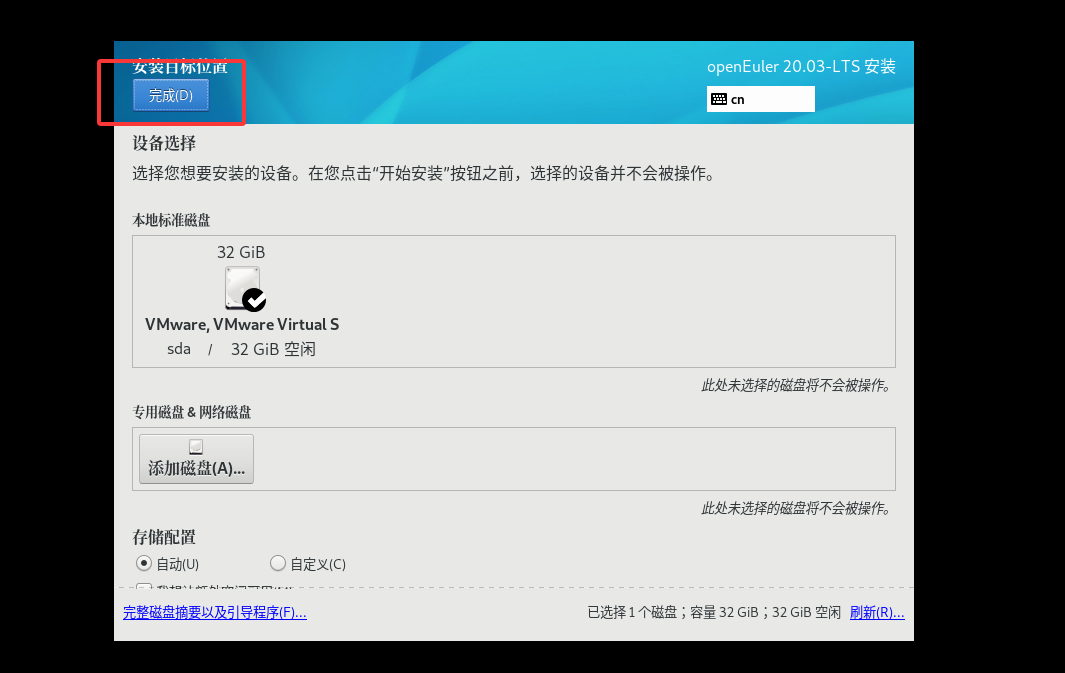 安装目标位置
openEuler 20.03-LTS 安装
完成(D)
cn
设备选择
选择您想要安装的设备。在您点击“开始安装”按钮之前，选择的设备并不会被操作。
本地标准磁盘
32 GiB
VMware, VMware Virtual S
sda / 32 GiB 空闲
此处未选择的磁盘将不会被操作。
专用磁盘 & 网络磁盘
添加磁盘(A)...
此处未选择的磁盘将不会被操作。
存储配置
自动(U) 自定义(C)
完整磁盘摘要以及引导程序(F)...
已选择 1 个磁盘；容量 32 GiB；32 GiB 空闲 刷新(R)...